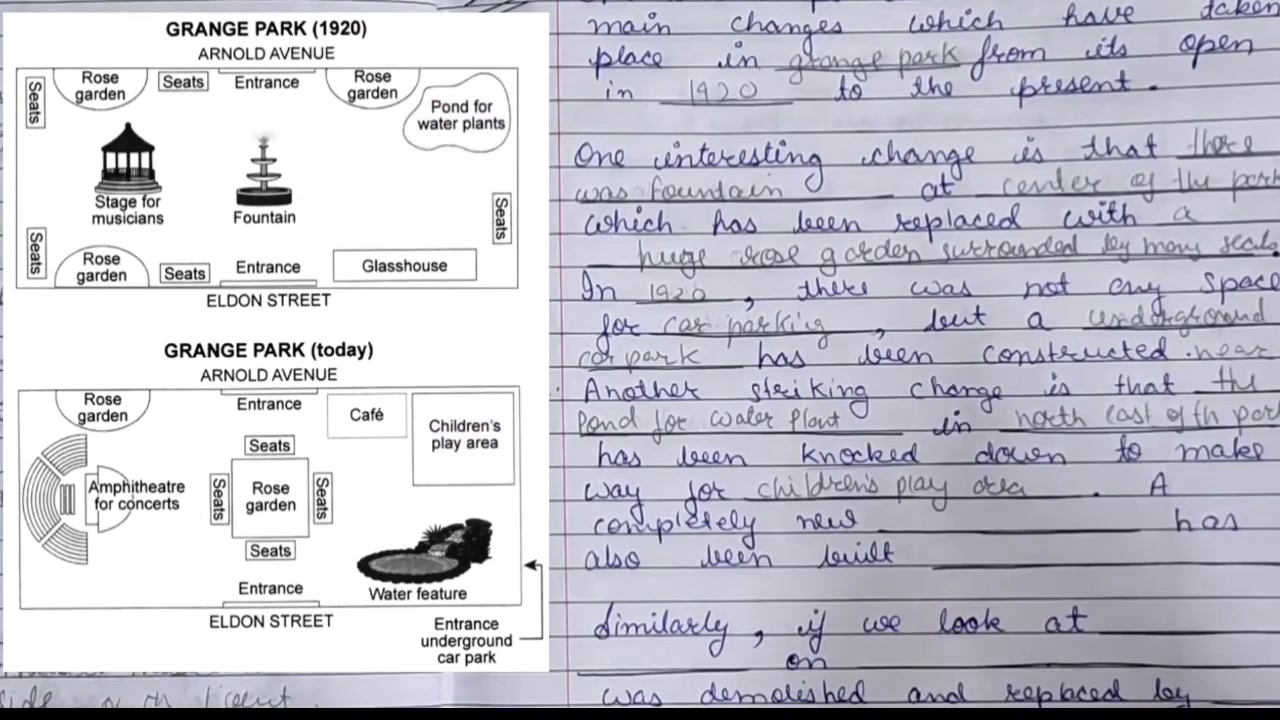 GRANGE PARK (1920)
ARNOLD AVENUE
Rose garden
Seats
Entrance
Rose garden
Seats
Pond for water plants
Stage for musicians
Fountain
Seats
Seats
Rose garden
Seats
Entrance
Glasshouse
ELDON STREET
GRANGE PARK (today)
ARNOLD AVENUE
Rose garden
Entrance
Café
Children's play area
Seats
Amphitheatre for concerts
Seats
Rose garden
Seats
Seats
Entrance
Water feature
ELDON STREET
Entrance underground car park
main changes which have taken
place in grange park from its open
in 1920 to the present.
One interesting change is that there
was fountain at center of the park
which has been replaced with a
huge rose garden surrounded by many seats.
In 1920, there was not any space
for car parking, but a underground
car park has been constructed. near
Another striking change is that the
Pond for water plant in north east of th park
has been knocked down to make
way for children's play area. A
completely new has
also been built
Similarly, if we look at
on
was demolished and replaced by
side